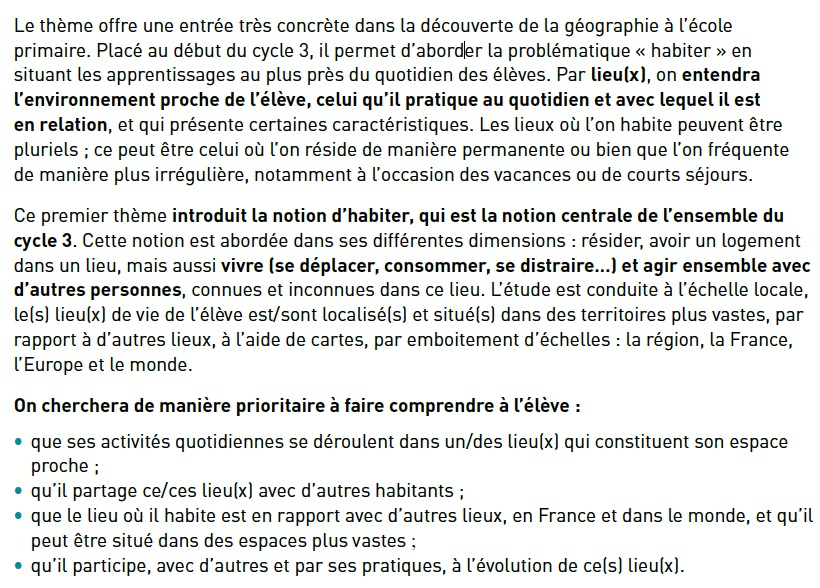 Le thème offre une entrée très concrète dans la découverte de la géographie à l’école
primaire. Placé au début du cycle 3, il permet d’aborder la problématique « habiter » en
situant les apprentissages au plus près du quotidien des élèves. Par lieu(x), on entendra
l’environnement proche de l’élève, celui qu’il pratique au quotidien et avec lequel il est
en relation, et qui présente certaines caractéristiques. Les lieux où l’on habite peuvent être
pluriels ; ce peut être celui où l’on réside de manière permanente ou bien que l’on fréquente
de manière plus irrégulière, notamment à l’occasion des vacances ou de courts séjours.
Ce premier thème introduit la notion d’habiter, qui est la notion centrale de l’ensemble du
cycle 3. Cette notion est abordée dans ses différentes dimensions : résider, avoir un logement
dans un lieu, mais aussi vivre (se déplacer, consommer, se distraire...) et agir ensemble avec
d’autres personnes, connues et inconnues dans ce lieu. L’étude est conduite à l’échelle locale,
le(s) lieu(x) de vie de l’élève est/sont localisé(s) et situé(s) dans des territoires plus vastes, par
rapport à d’autres lieux, à l’aide de cartes, par emboitement d’échelles : la région, la France,
l’Europe et le monde.
On cherchera de manière prioritaire à faire comprendre à l’élève :
• que ses activités quotidiennes se déroulent dans un/des lieu(x) qui constituent son espace
proche ;
• qu’il partage ce/ces lieu(x) avec d’autres habitants ;
• que le lieu où il habite est en rapport avec d’autres lieux, en France et dans le monde, et qu’il
peut être situé dans des espaces plus vastes ;
• qu’il participe, avec d’autres et par ses pratiques, à l’évolution de ce(s) lieu(x).